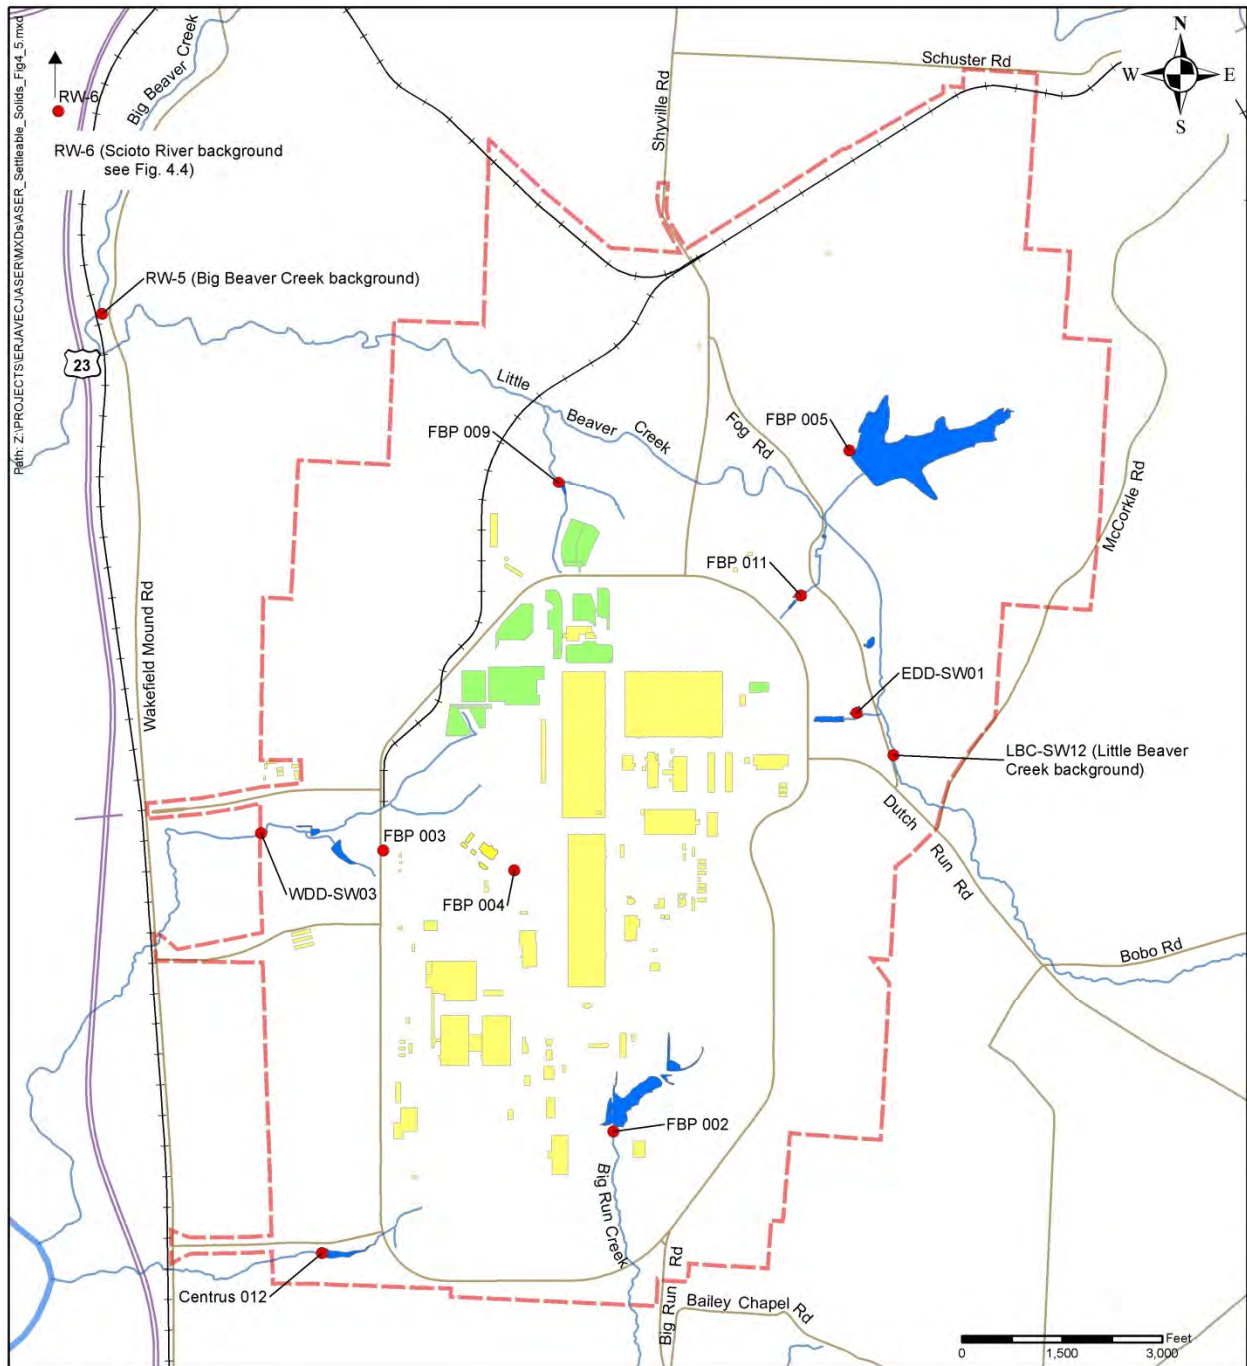 Path: Z:\PROJECTS\ERJAVECJ\ASER\MXDs\ASER_Settleable_Solids_Fig4_5.mxd
Big Beaver Creek
RW-6
RW-6 (Scioto River background
see Fig. 4.4)
Shyville Rd
Schuster Rd
N
W
E
S
RW-5 (Big Beaver Creek background)
23
Little
Beaver
Creek
FBP 009
Fog Rd
FBP 005
McCorkle Rd
FBP 011
Wakefield Mound Rd
EDD-SW01
LBC-SW12 (Little Beaver
Creek background)
Dutch
Run
Rd
FBP 003
WDD-SW03
FBP 004
Bobo Rd
FBP 002
Big Run Creek
Centrus 012
Big Run
Rd
Bailey Chapel Rd
Feet
0
1,500
3,000